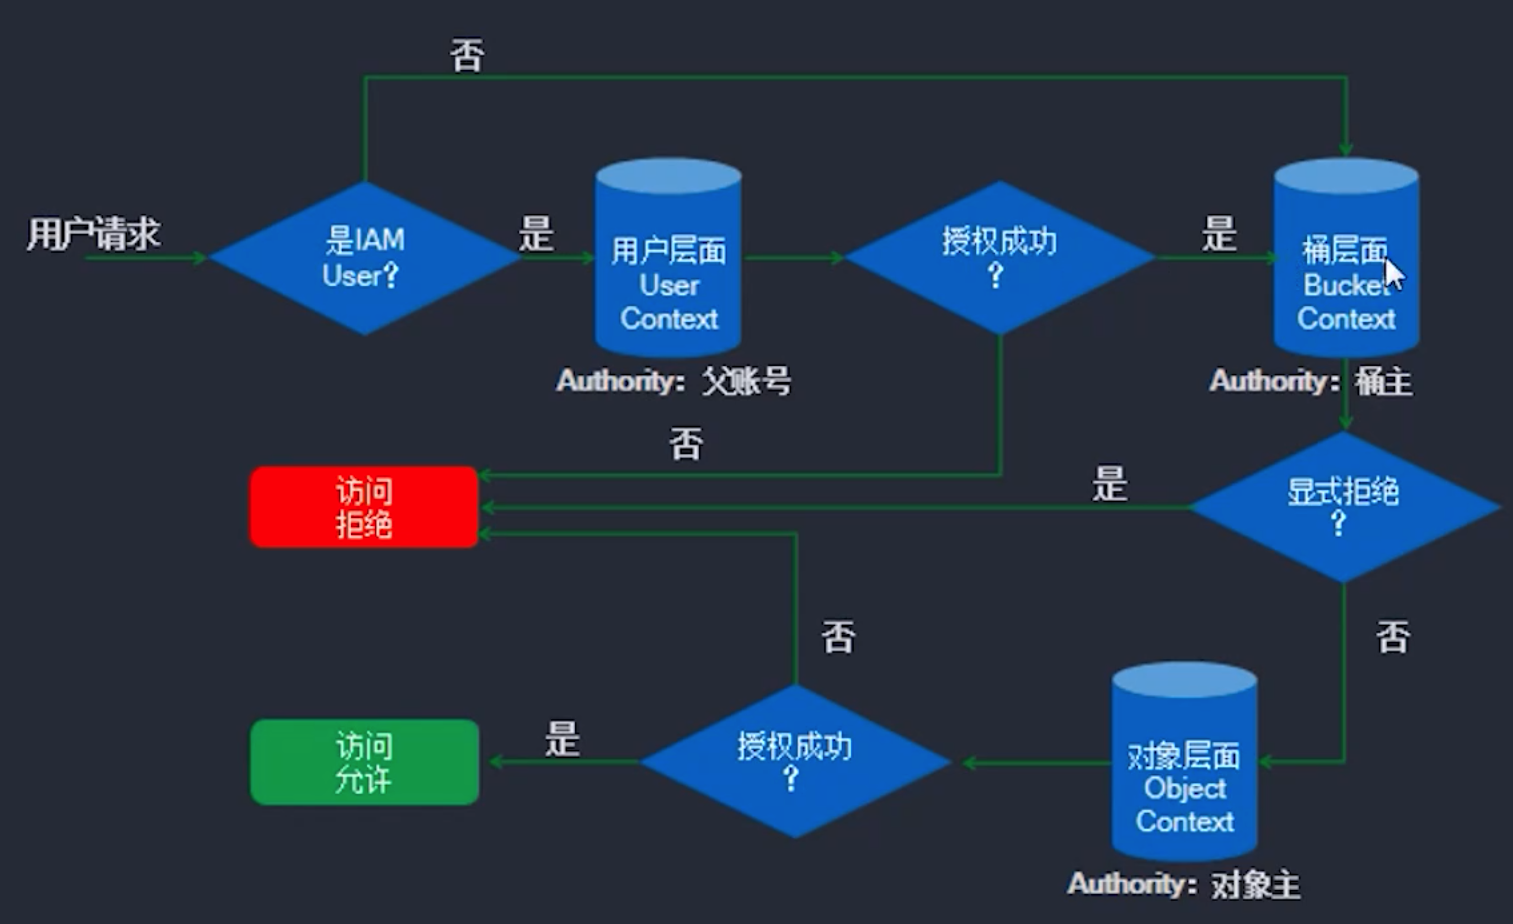 否
用户请求
是IAM
User?
是
用户层面
User
Context
授权成功
?
是
桶层面
Bucket
Context
Authority: 父账号
Authority: 桶主
否
访问
拒绝
是
显式拒绝
?
否
否
访问
允许
是
授权成功
?
对象层面
Object
Context
Authority: 对象主